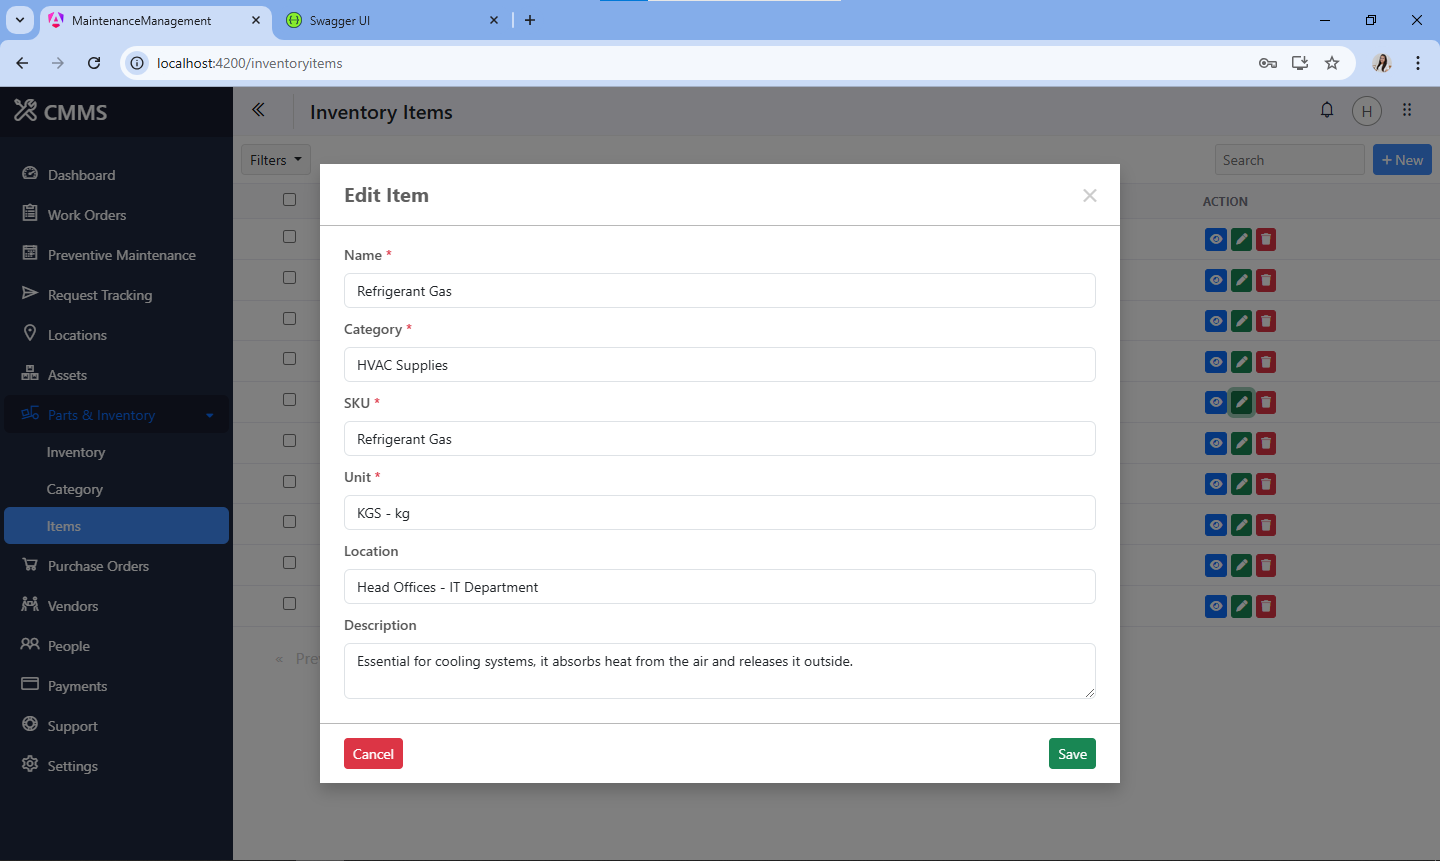 MaintenanceManagement
Swagger UI
localhost:4200/inventoryitems
CMMS
Inventory Items
H
Filters
Search
+ New
Dashboard
Work Orders
Preventive Maintenance
Request Tracking
Locations
Assets
Parts & Inventory
Inventory
Category
Items
Purchase Orders
Vendors
People
Payments
Support
Settings
ACTION
Edit Item
Name *
Refrigerant Gas
Category *
HVAC Supplies
SKU *
Refrigerant Gas
Unit *
KGS - kg
Location
Head Offices - IT Department
Description
Essential for cooling systems, it absorbs heat from the air and releases it outside.
Cancel
Save
«